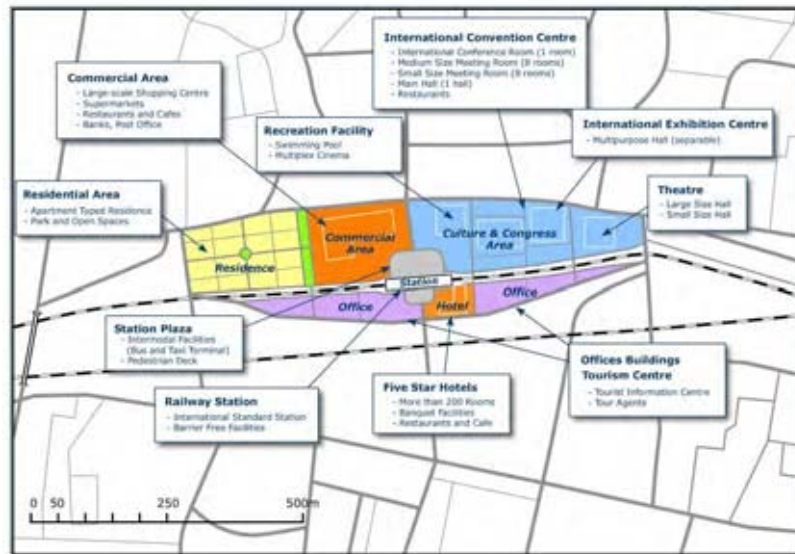 International Convention Centre
- International Conference Room (1 room)
- Medium Size Meeting Room (8 rooms)
- Small Size Meeting Room (8 rooms)
- Main Hall (1 hall)
- Restaurants
Commercial Area
- Large-scale Shopping Centre
- Supermarkets
- Restaurants and Cafes
- Banks, Post Office
Recreation Facility
- Swimming Pool
- Multiplex Cinema
International Exhibition Centre
- Multipurpose Hall (separable)
Residential Area
- Apartment Typed Residence
- Park and Open Spaces
Theatre
- Large Size Hall
- Small Size Hall
Commercial
Area
Culture & Congress
Area
Residence
Station
Office
Hotel
Office
Station Plaza
- Intermodal Facilities
(Bus and Taxi Terminal)
- Pedestrian Deck
Railway Station
- International Standard Station
- Barrier Free Facilities
Five Star Hotels
- More than 200 Rooms
- Banquet Facilities
- Restaurants and Cafe
Offices Buildings
Tourism Centre
- Tourist Information Centre
- Tour Agents
0 50 250 500m